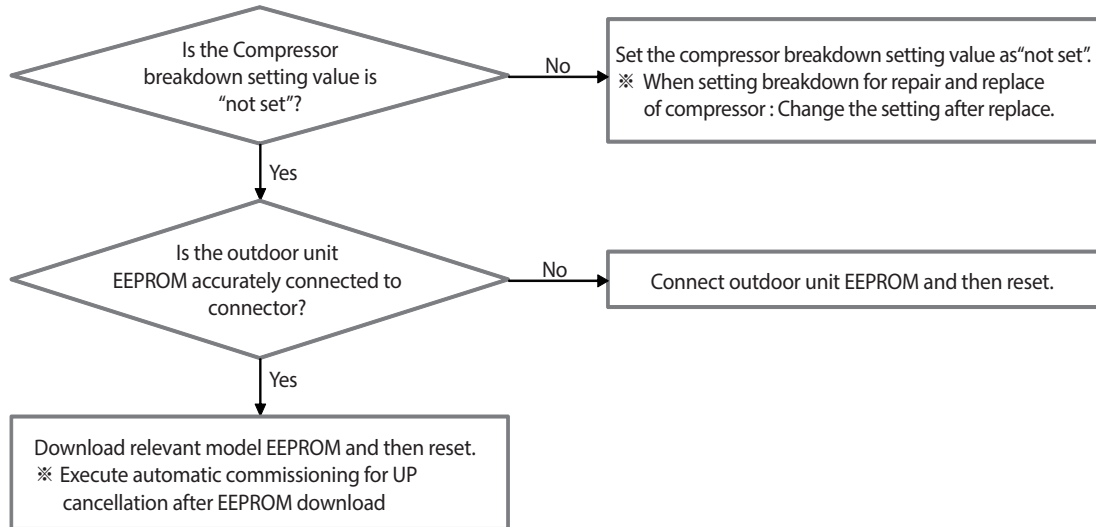 Is the Compressor
breakdown setting value is
“not set”?
No
Set the compressor breakdown setting value as“not set”.
※ When setting breakdown for repair and replace
of compressor : Change the setting after replace.
Yes
Is the outdoor unit
EEPROM accurately connected to
connector?
No
Connect outdoor unit EEPROM and then reset.
Yes
Download relevant model EEPROM and then reset.
※ Execute automatic commissioning for UP
cancellation after EEPROM download